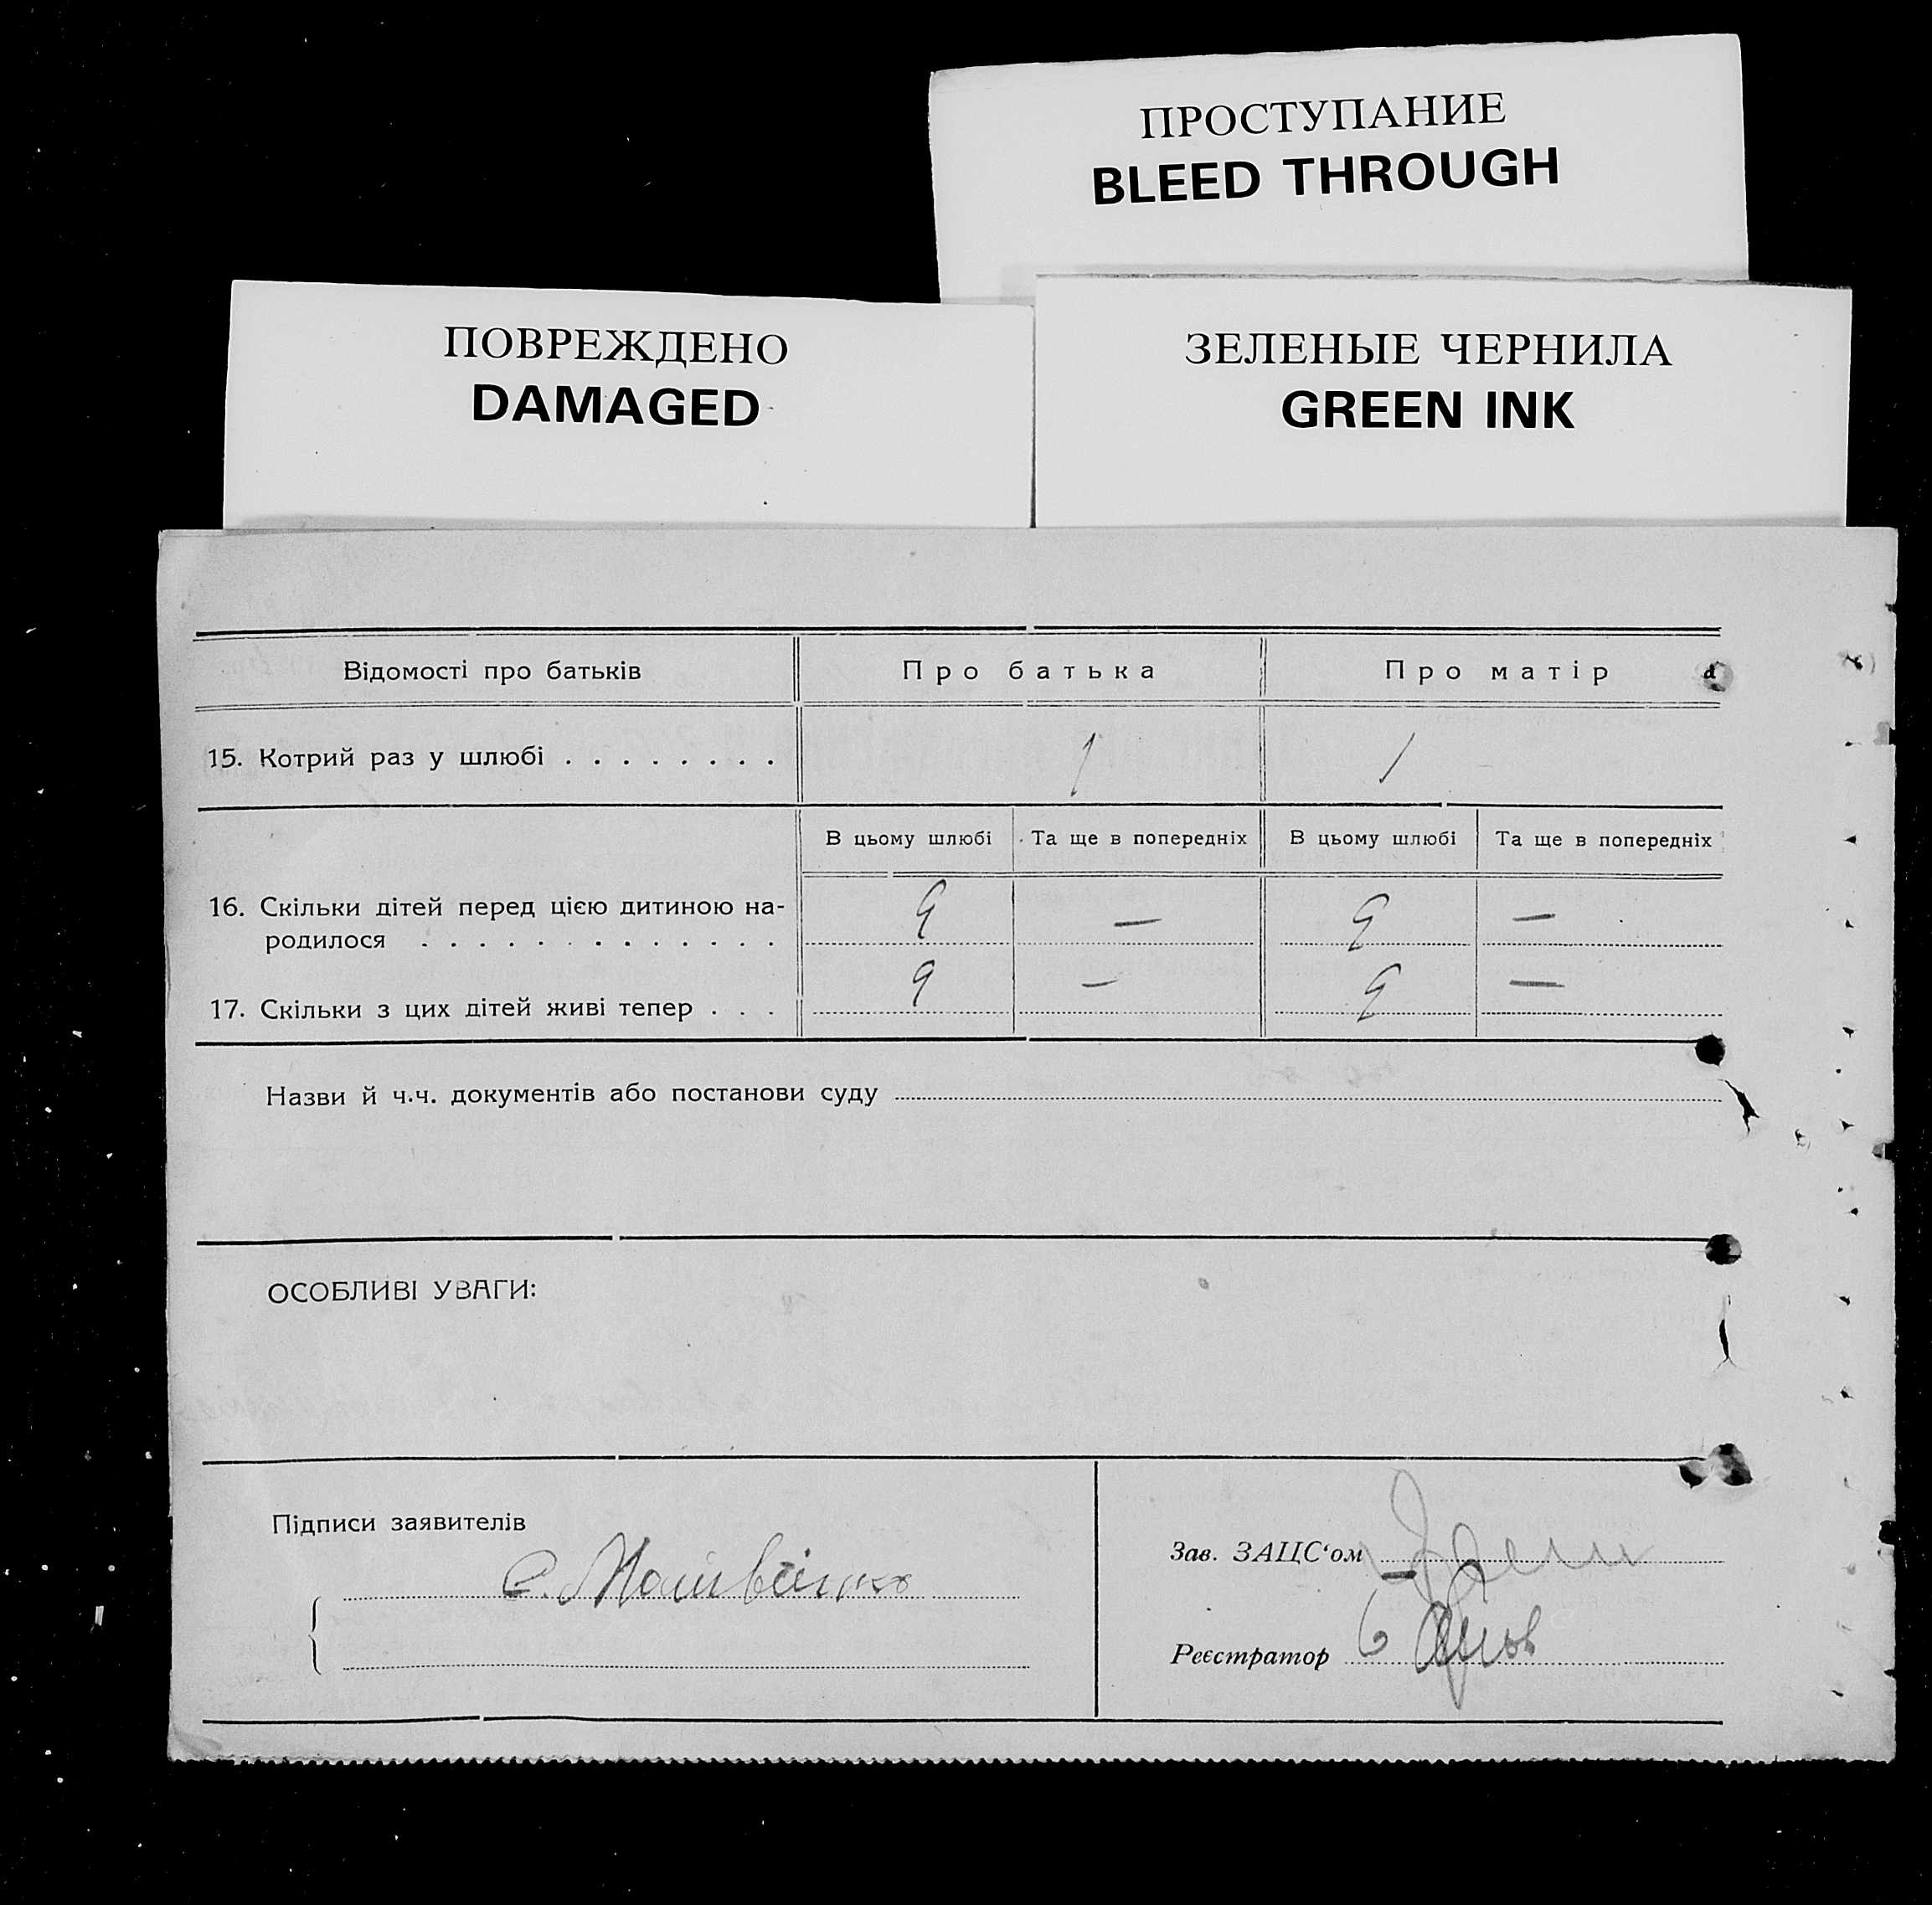 ПРОСТУПАНИЕ
BLEED THROUGH
ПОВРЕЖДЕНО
DAMAGED
ЗЕЛЕНЫЕ ЧЕРНИЛА
GREEN INK
Відомості про батьків Про батька Про матір
15. Котрий раз у шлюбі . . . . . . . . 1 1
В цьому шлюбі Та ще в попередніх В цьому шлюбі Та ще в попередніх
16. Скільки дітей перед цією дитиною на-
родилося . . . . . . . . . . . . . 9 — 9 —
17. Скільки з цих дітей живі тепер . . . 9 — 9 —
Назви й ч.ч. документів або постанови суду
ОСОБЛИВІ УВАГИ:
Підписи заявителів
Зав. ЗАЦС‘ом
Реєстратор